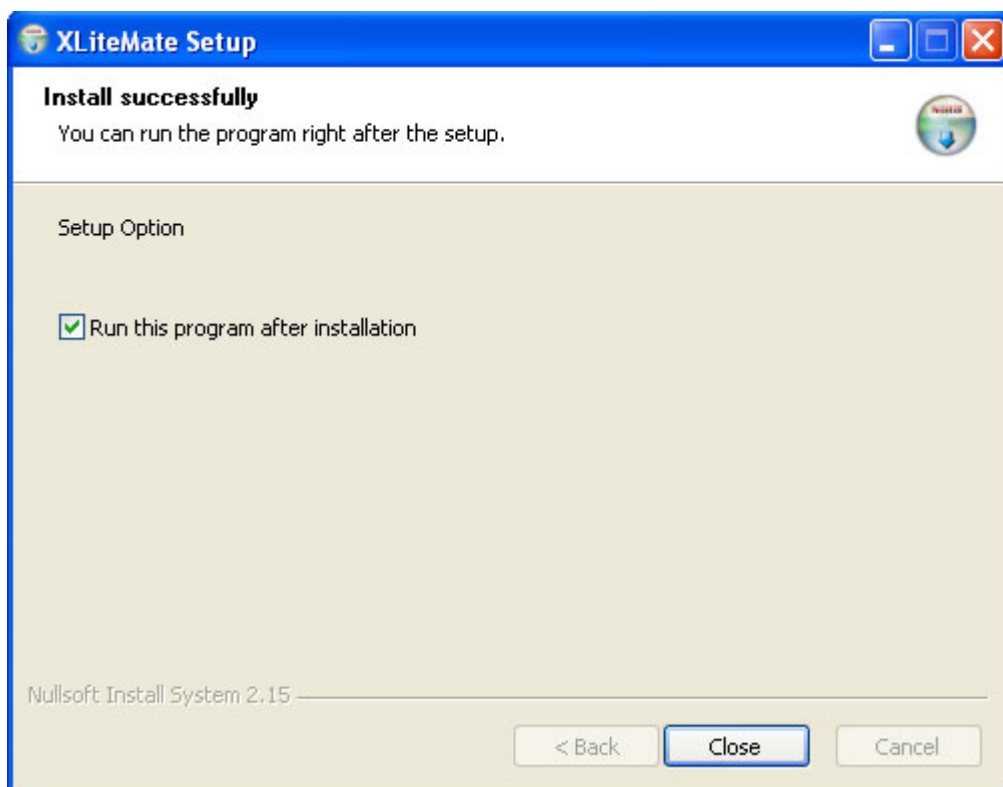 XLiteMate Setup
Install successfully
You can run the program right after the setup.
Setup Option
Run this program after installation
Nullsoft Install System 2.15
< Back Close Cancel